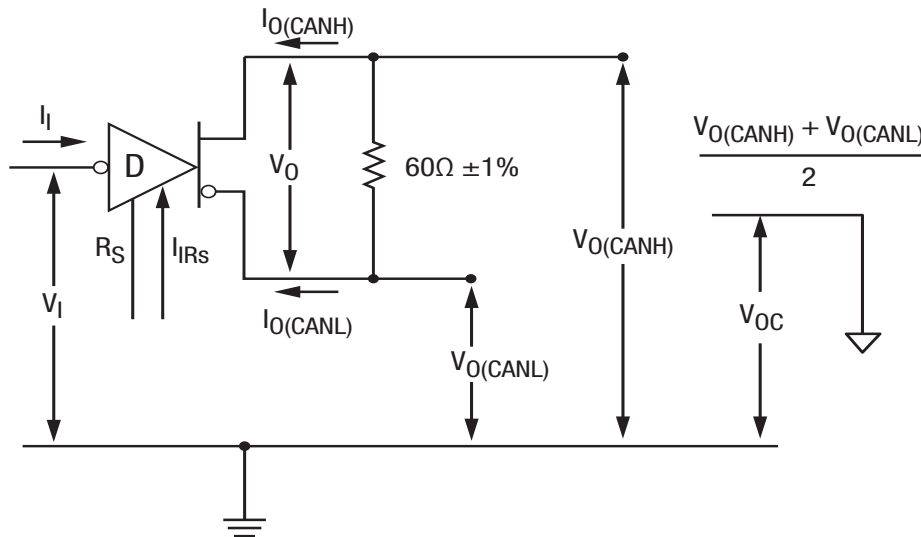 I_O(CANH)
I_I
D
V_O
60Ω ±1%
V_O(CANH) + V_O(CANL)
2
R_S
I_IRs
V_O(CANH)
V_I
I_O(CANL)
V_O(CANL)
V_OC